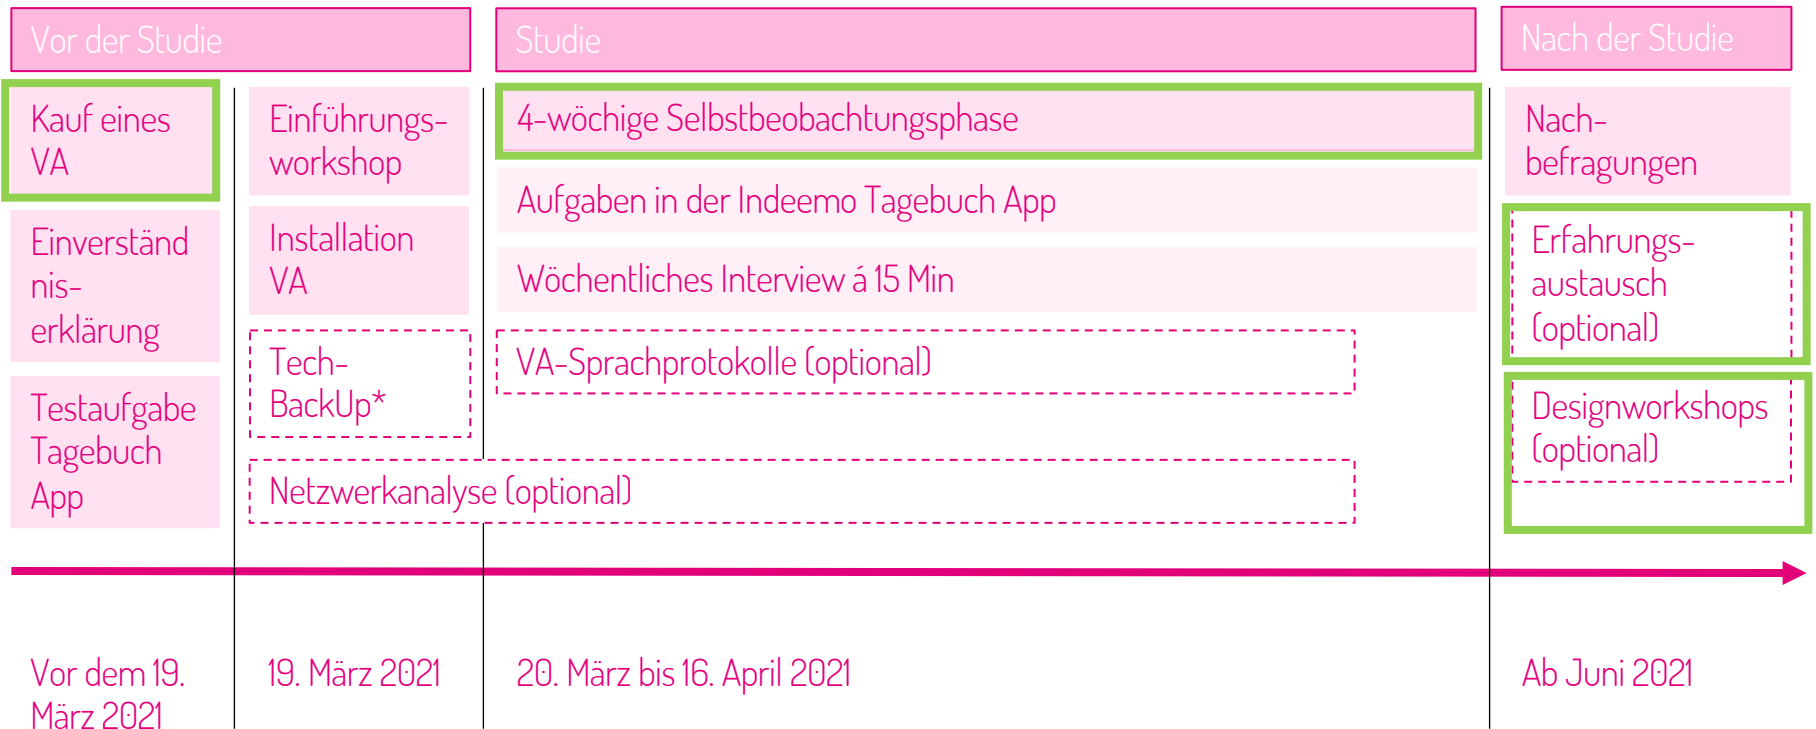 Vor der Studie
Studie
Nach der Studie
Kauf eines
VA
Einverständ
nis-
erklärung
Testaufgabe
Tagebuch
App
Einführungs-
workshop
Installation
VA
Tech-
BackUp*
Netzwerkanalyse (optional)
4-wöchige Selbstbeobachtungsphase
Aufgaben in der Indeemo Tagebuch App
Wöchentliches Interview á 15 Min
VA-Sprachprotokolle (optional)
Nach-
befragungen
Erfahrungs-
austausch
(optional)
Designworkshops
(optional)
Vor dem 19.
März 2021
19. März 2021
20. März bis 16. April 2021
Ab Juni 2021